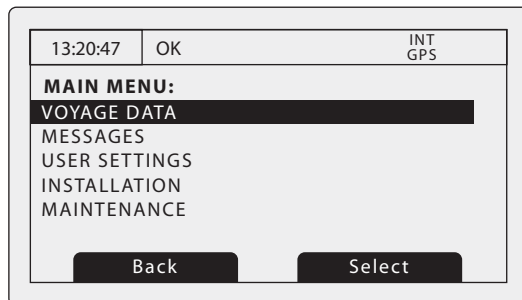 13:20:47 OK INT
GPS
MAIN MENU:
VOYAGE DATA
MESSAGES
USER SETTINGS
INSTALLATION
MAINTENANCE
Back Select